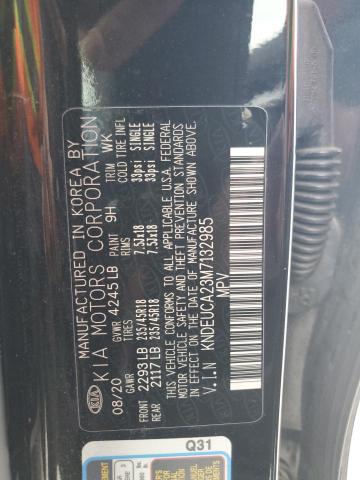 MANUFACTURED IN KOREA BY
KIA KIA MOTORS CORPORATION
08/20 GVWR 4245LB PAINT 9H TRIM WK
GAWR TIRES RIMS COLD TIRE INFL
FRONT 2293LB 235/45R18 7.5JX18 33psi SINGLE
REAR 2117LB 235/45R18 7.5JX18 33psi SINGLE
THIS VEHICLE CONFORMS TO ALL APPLICABLE U.S.A FEDERAL
MOTOR VEHICLE SAFETY AND THEFT PREVENTION STANDARDS
IN EFFECT ON THE DATE OF MANUFACTURE SHOWN ABOVE.
V.I.N KNDEUCA23M7132985
MPV
Q31